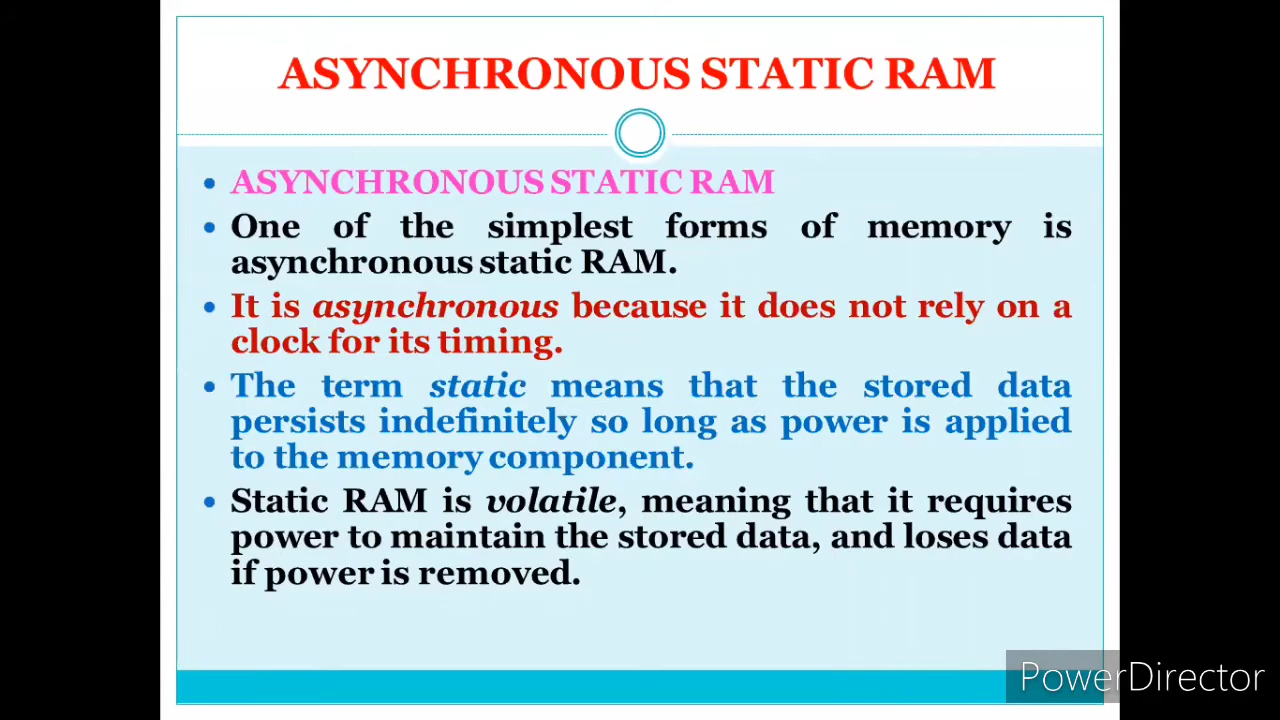 ASYNCHRONOUS STATIC RAM
• ASYNCHRONOUS STATIC RAM
• One of the simplest forms of memory is
asynchronous static RAM.
• It is asynchronous because it does not rely on a
clock for its timing.
• The term static means that the stored data
persists indefinitely so long as power is applied
to the memory component.
• Static RAM is volatile, meaning that it requires
power to maintain the stored data, and loses data
if power is removed.
PowerDirector